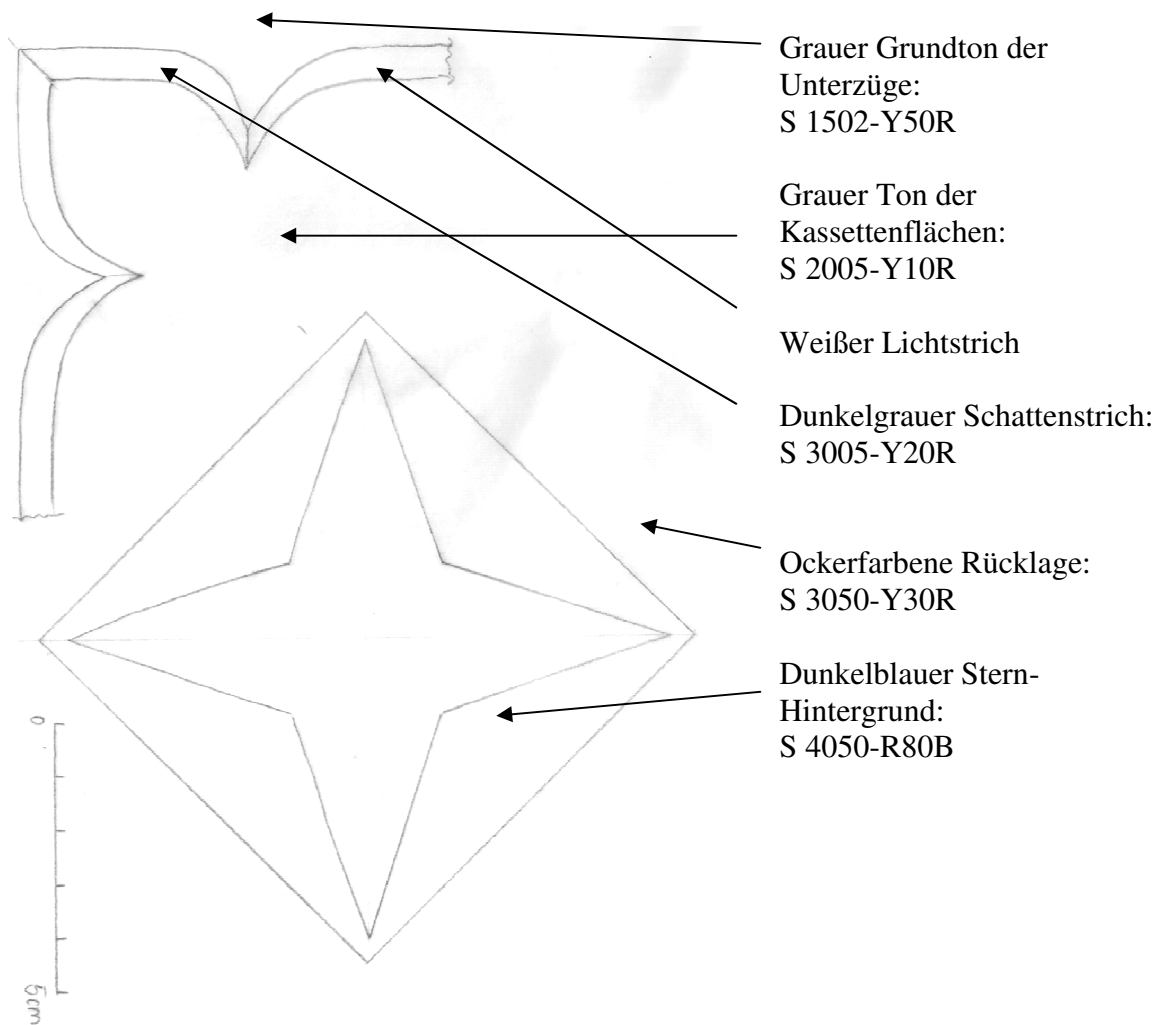 Grauer Grundton der
Unterzüge:
S 1502-Y50R
Grauer Ton der
Kassettenflächen:
S 2005-Y10R
Weißer Lichtstrich
Dunkelgrauer Schattenstrich:
S 3005-Y20R
Ockerfarbene Rücklage:
S 3050-Y30R
Dunkelblauer Stern-
Hintergrund:
S 4050-R80B
0
5cm